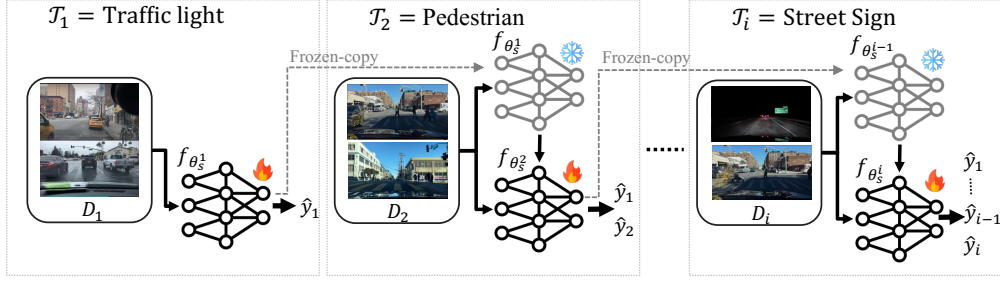 𝒯₁ = Traffic light
𝒯₂ = Pedestrian
𝒯ᵢ = Street Sign
Frozen-copy
Frozen-copy
f_{θ_s^1}
f_{θ_s^{i-1}}
f_{θ_s^1}
f_{θ_s^2}
f_{θ_s^i}
D₁
D₂
Dᵢ
ŷ₁
ŷ₁
ŷ₂
......
ŷ₁
ŷᵢ₋₁
ŷᵢ